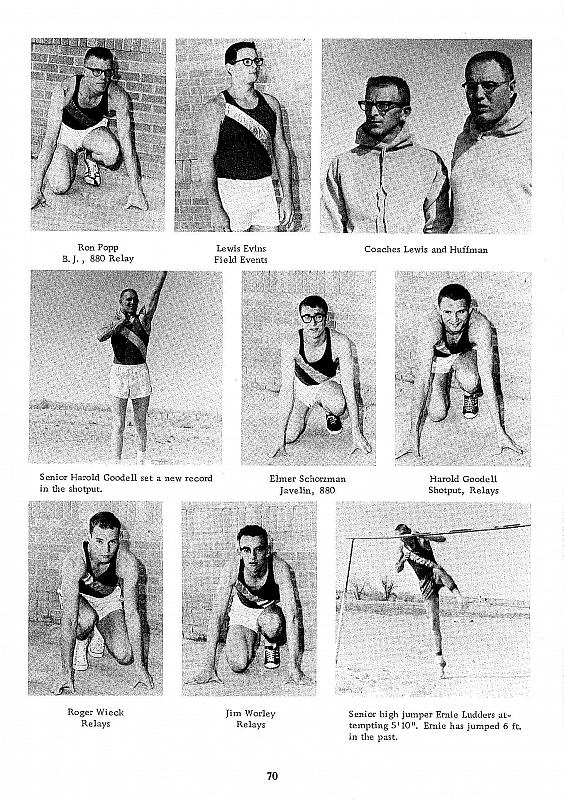 Ron Popp
B.J., 880 Relay
Lewis Evins
Field Events
Coaches Lewis and Huffman
Senior Harold Goodell set a new record
in the shotput.
Elmer Schorzman
Javelin, 880
Harold Goodell
Shotput, Relays
Roger Wieck
Relays
Jim Worley
Relays
Senior high jumper Ernie Ludders at-
tempting 5'10". Ernie has jumped 6 ft.
in the past.
70